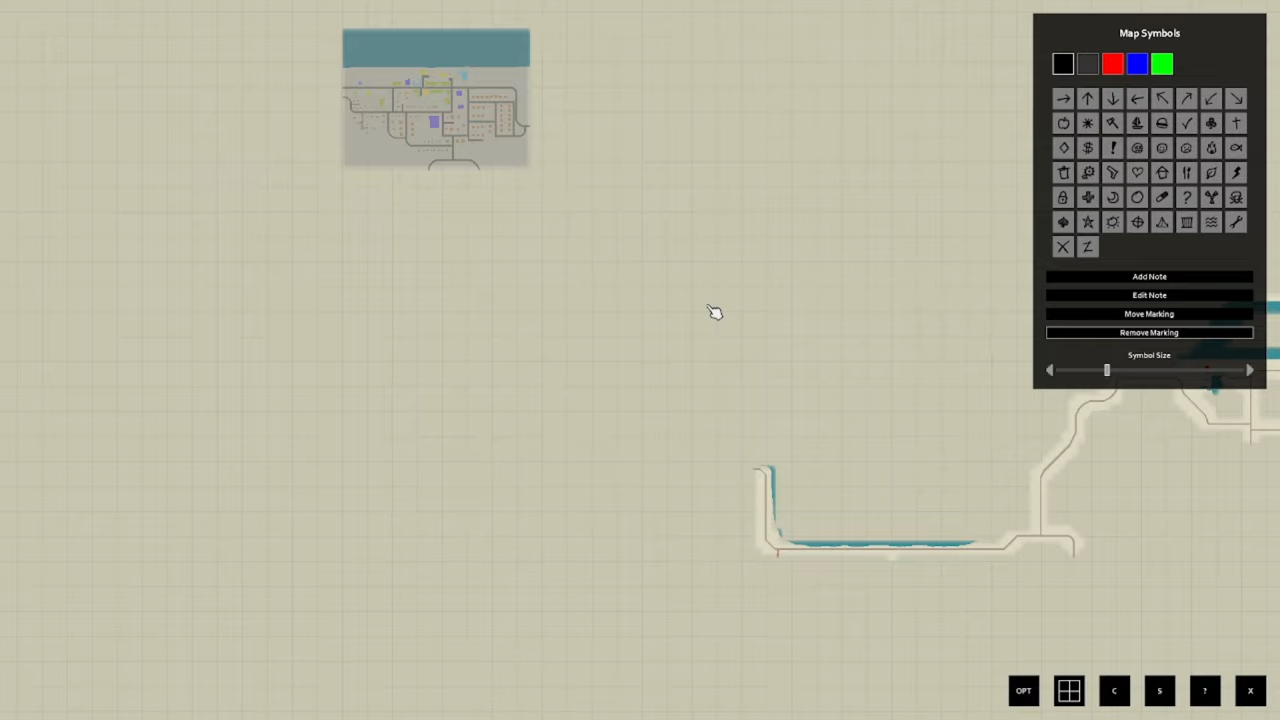 Map Symbols
Add Note
Edit Note
Move Marking
Remove Marking
Symbol Size
OPT
C
S
?
X